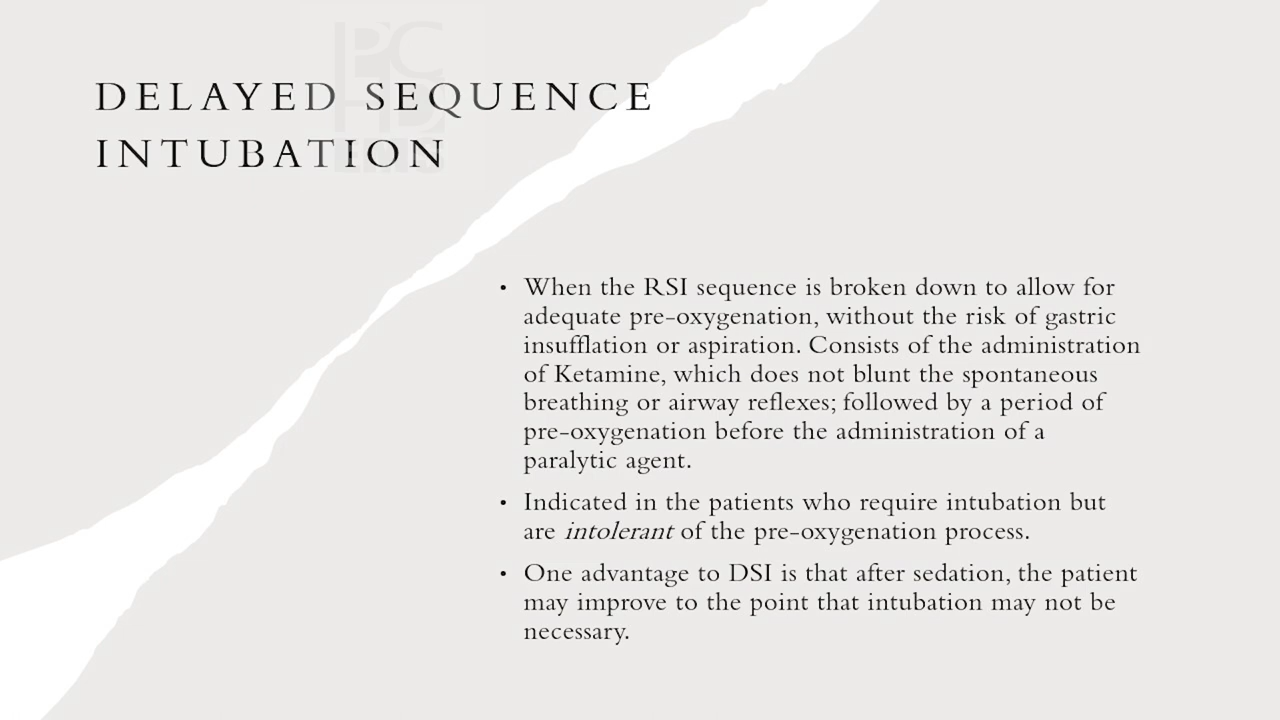 DELAYED SEQUENCE
INTUBATION
• When the RSI sequence is broken down to allow for
adequate pre-oxygenation, without the risk of gastric
insufflation or aspiration. Consists of the administration
of Ketamine, which does not blunt the spontaneous
breathing or airway reflexes; followed by a period of
pre-oxygenation before the administration of a
paralytic agent.
• Indicated in the patients who require intubation but
are intolerant of the pre-oxygenation process.
• One advantage to DSI is that after sedation, the patient
may improve to the point that intubation may not be
necessary.